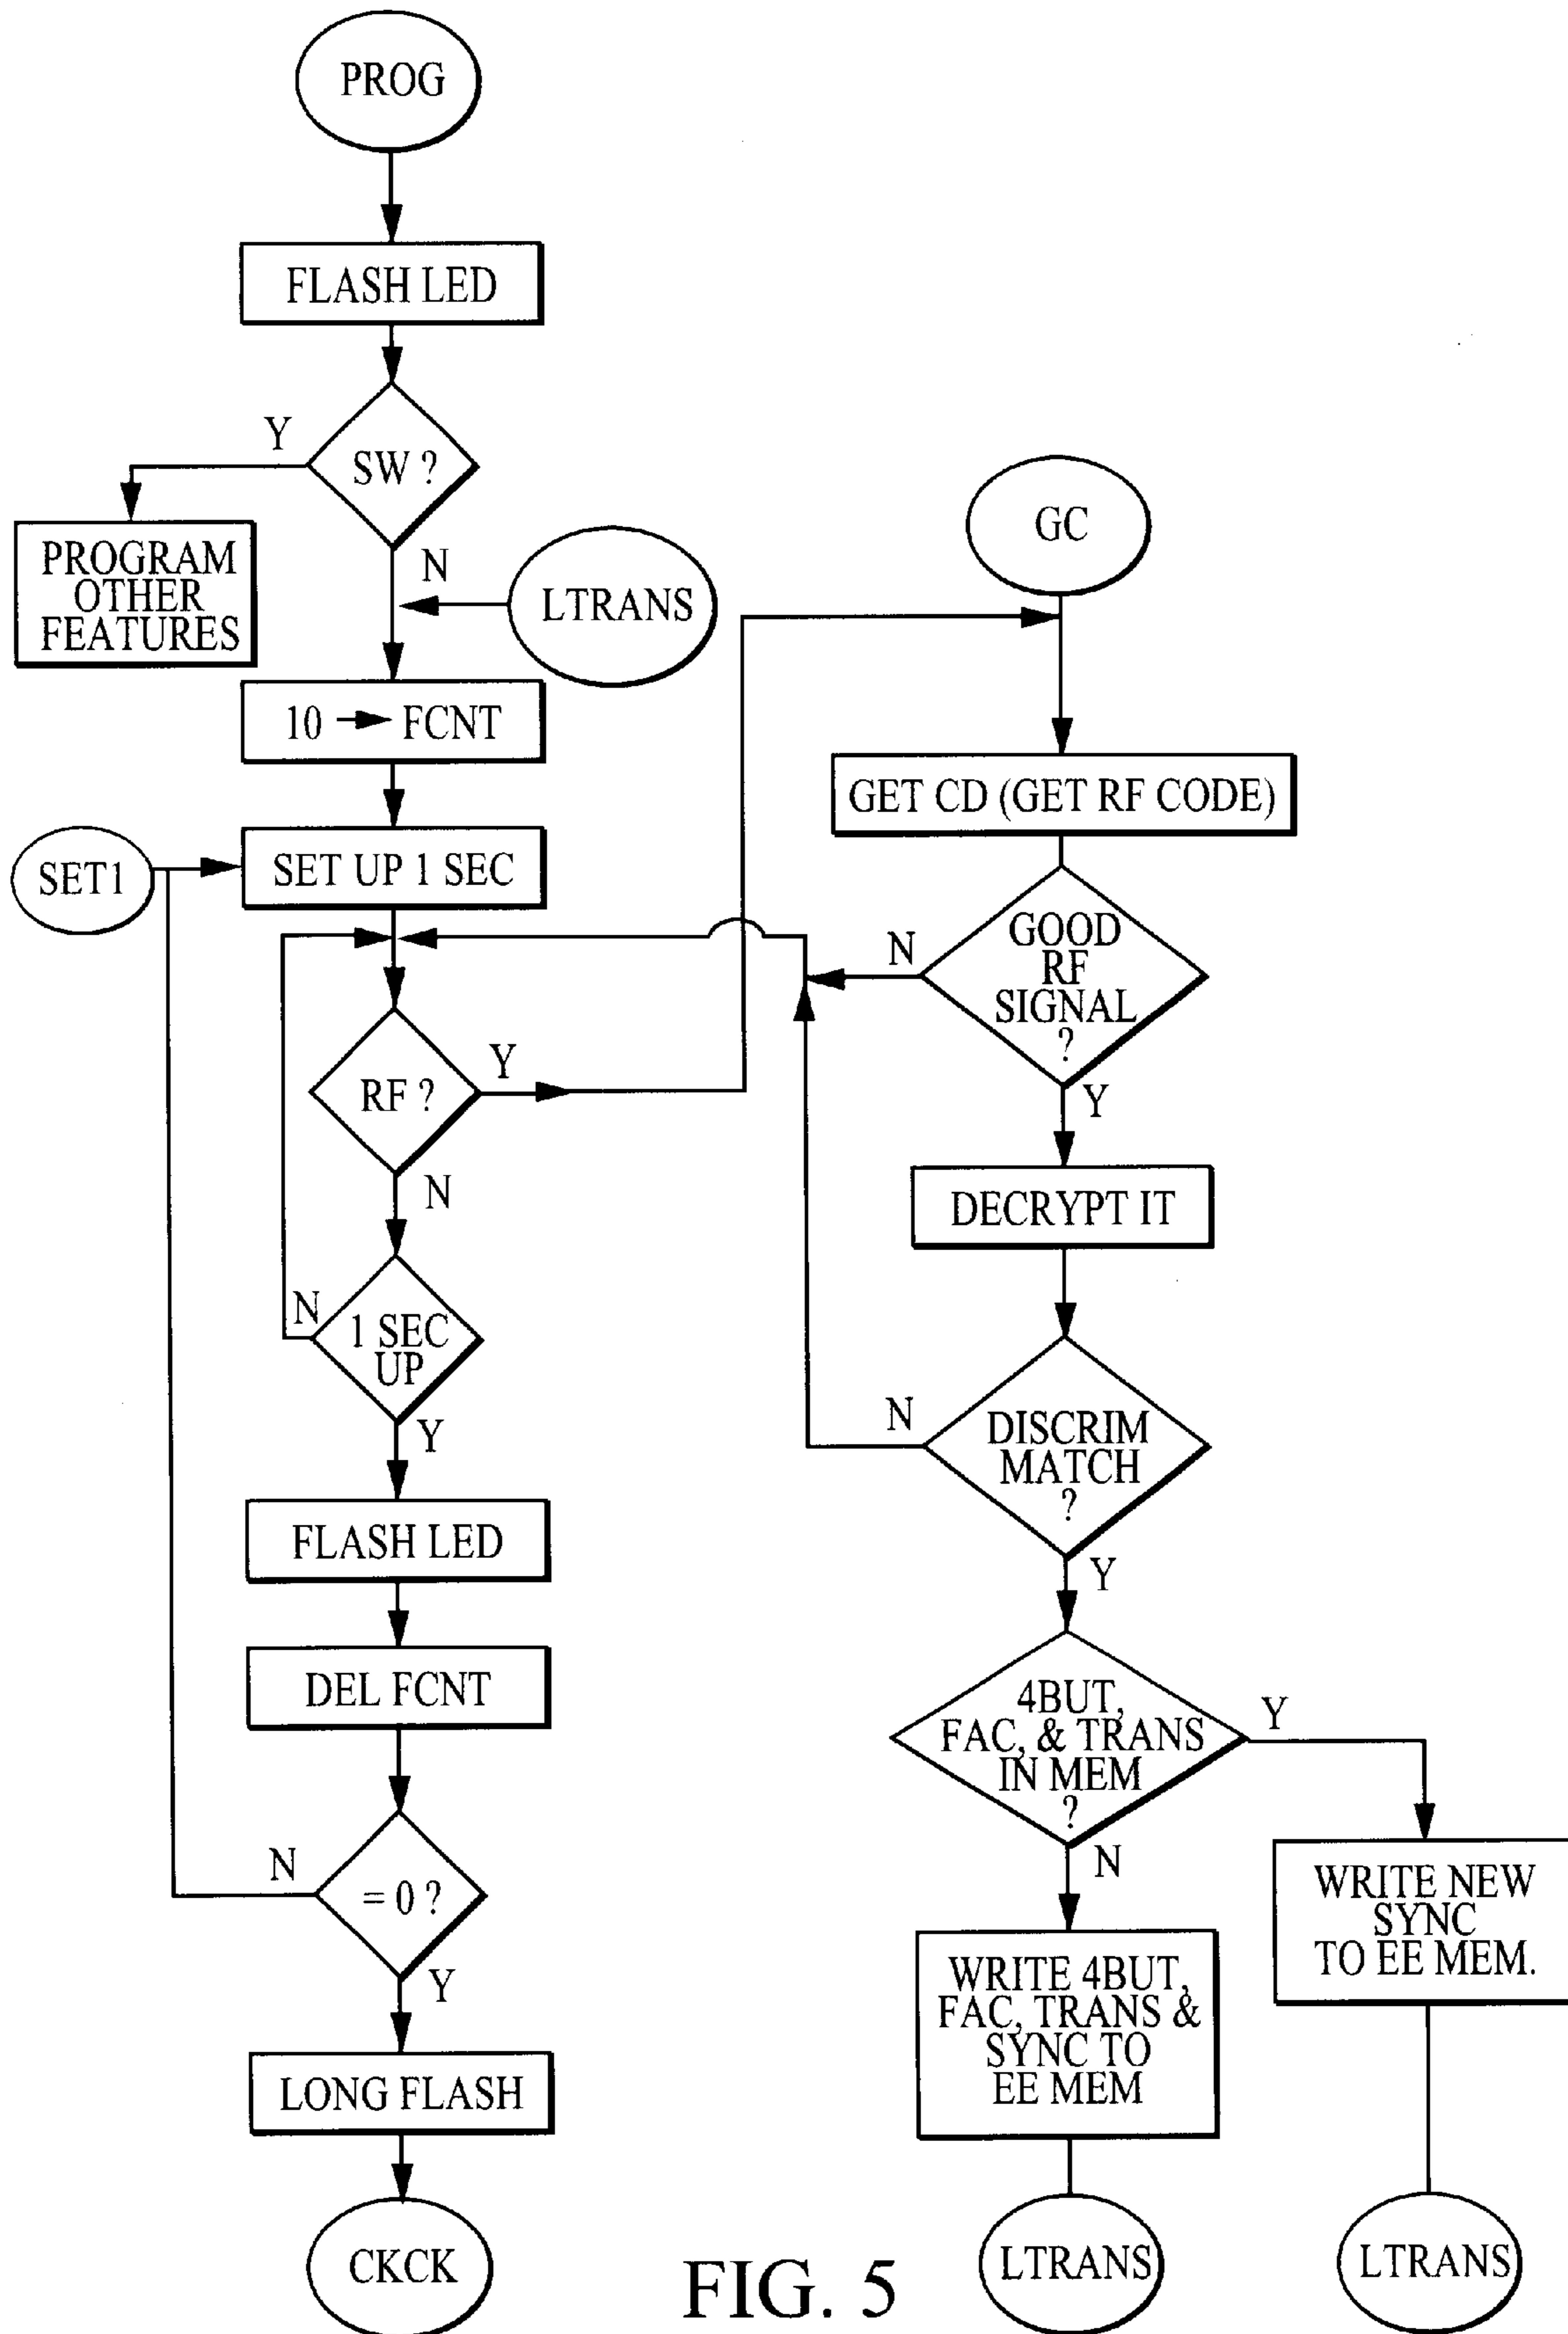 PROG
FLASH LED
Y
SW ?
PROGRAM
OTHER
FEATURES
N
LTRANS
10 → FCNT
SET1
SET UP 1 SEC
RF ?
Y
N
N
1 SEC
UP
Y
FLASH LED
DEL FCNT
N
= 0 ?
Y
LONG FLASH
CKCK
GC
GET CD (GET RF CODE)
N
GOOD
RF
SIGNAL
?
Y
DECRYPT IT
N
DISCRIM
MATCH
?
Y
4BUT,
FAC, & TRANS
IN MEM
?
Y
N
WRITE NEW
SYNC
TO EE MEM.
WRITE 4BUT,
FAC, TRANS &
SYNC TO
EE MEM
LTRANS
LTRANS
FIG. 5